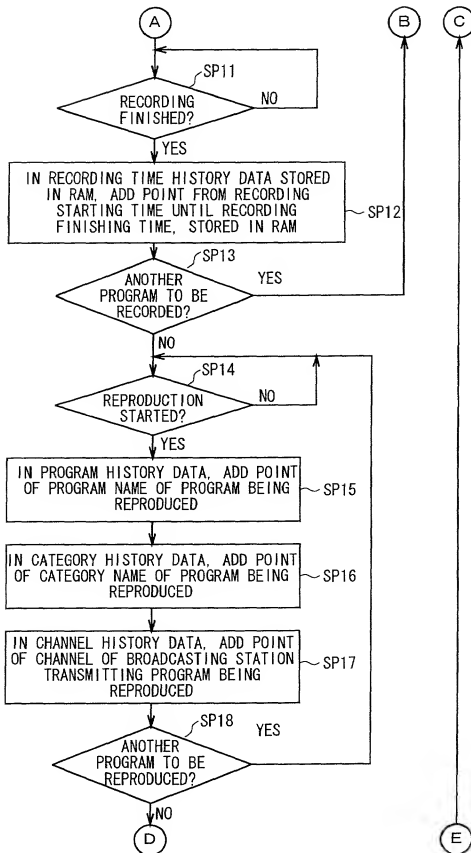 A
B
C
SP11
RECORDING
FINISHED?
NO
YES
IN RECORDING TIME HISTORY DATA STORED
IN RAM, ADD POINT FROM RECORDING
STARTING TIME UNTIL RECORDING
FINISHING TIME, STORED IN RAM
SP12
SP13
ANOTHER
PROGRAM TO BE
RECORDED?
YES
NO
SP14
REPRODUCTION
STARTED?
NO
YES
IN PROGRAM HISTORY DATA, ADD POINT
OF PROGRAM NAME OF PROGRAM BEING
REPRODUCED
SP15
IN CATEGORY HISTORY DATA, ADD POINT
OF CATEGORY NAME OF PROGRAM BEING
REPRODUCED
SP16
IN CHANNEL HISTORY DATA, ADD POINT
OF CHANNEL OF BROADCASTING STATION
TRANSMITTING PROGRAM BEING
REPRODUCED
SP17
SP18
ANOTHER
PROGRAM TO BE
REPRODUCED?
YES
NO
D
E